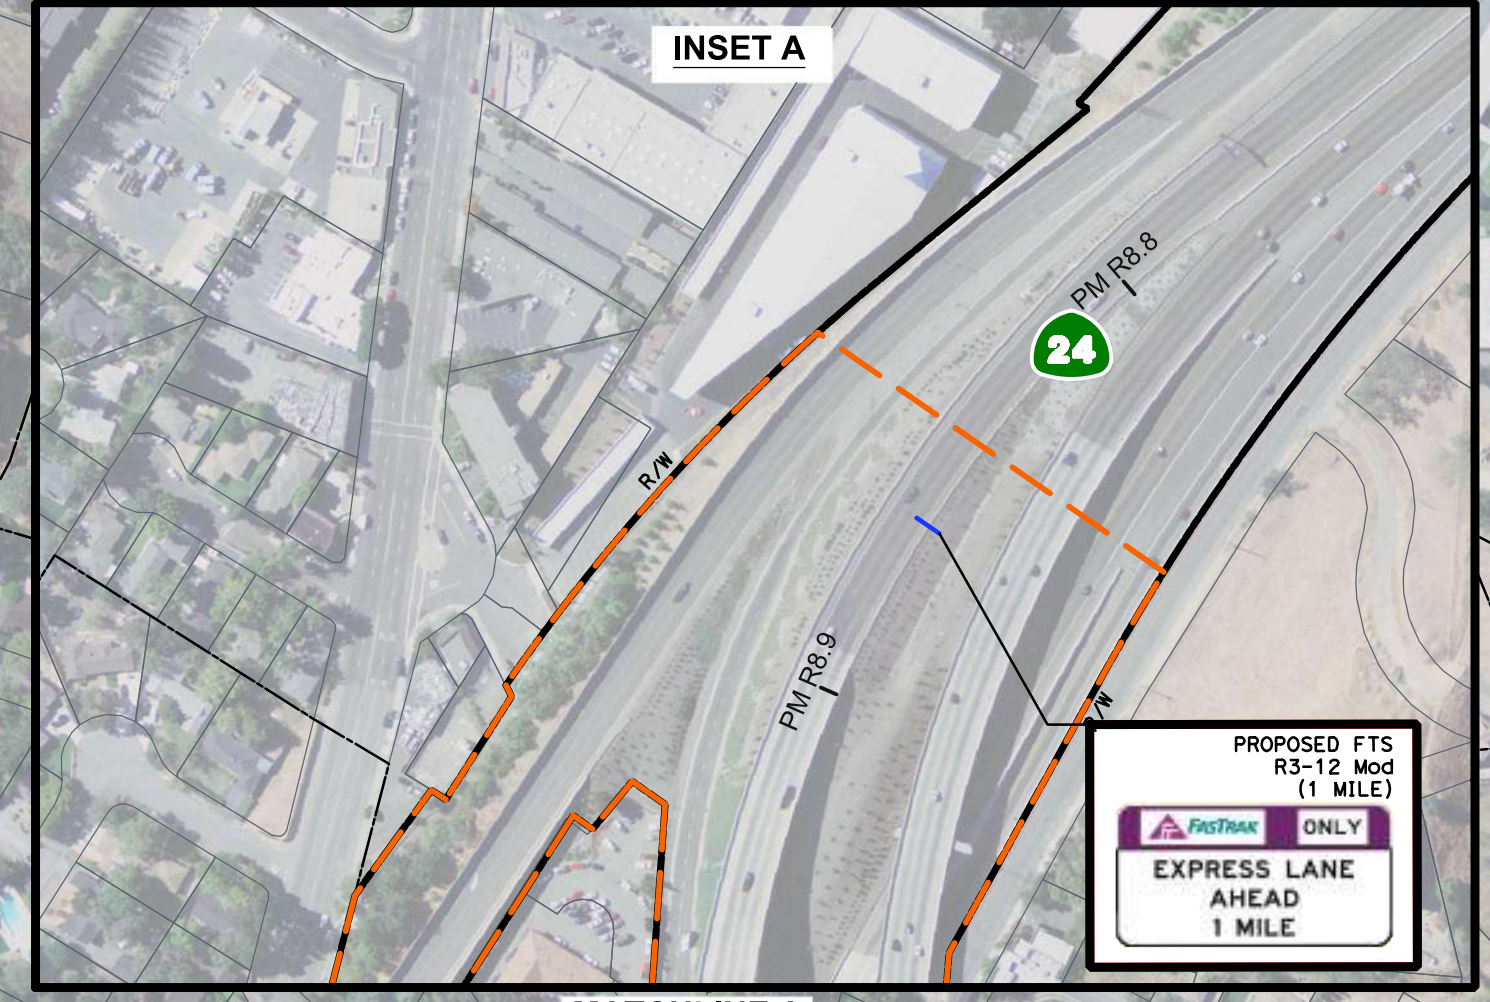 INSET A
PM R8.8
24
R/W
PM R8.9
R/W
PROPOSED FTS
R3-12 Mod
(1 MILE)
FASTRAK ONLY
EXPRESS LANE
AHEAD
1 MILE